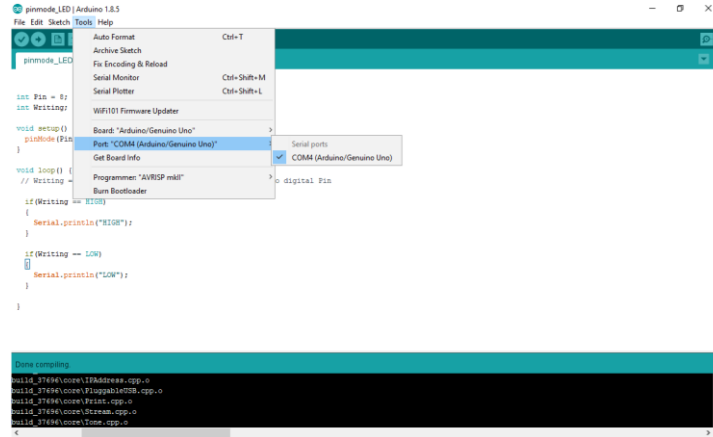 pinmode_LED | Arduino 1.8.5
File Edit Sketch Tools Help
pinmode_LED
Auto Format Ctrl+T
Archive Sketch
Fix Encoding & Reload
Serial Monitor Ctrl+Shift+M
Serial Plotter Ctrl+Shift+L
WiFi101 Firmware Updater
Board: "Arduino/Genuino Uno"
Port: "COM4 (Arduino/Genuino Uno)"
Get Board Info
Programmer: "AVRISP mkII"
Burn Bootloader
Serial ports
COM4 (Arduino/Genuino Uno)
int Pin = 8;
int Writing;
void setup()
pinMode(Pin
}
void loop() {
// Writing = o digital Pin
if(Writing == HIGH)
{
Serial.println("HIGH");
}
if(Writing == LOW)
{
Serial.println("LOW");
}
}
Done compiling.
build_37696\core\IPAddress.cpp.o
build_37696\core\PluggableUSB.cpp.o
build_37696\core\Print.cpp.o
build_37696\core\Stream.cpp.o
build_37696\core\Tone.cpp.o